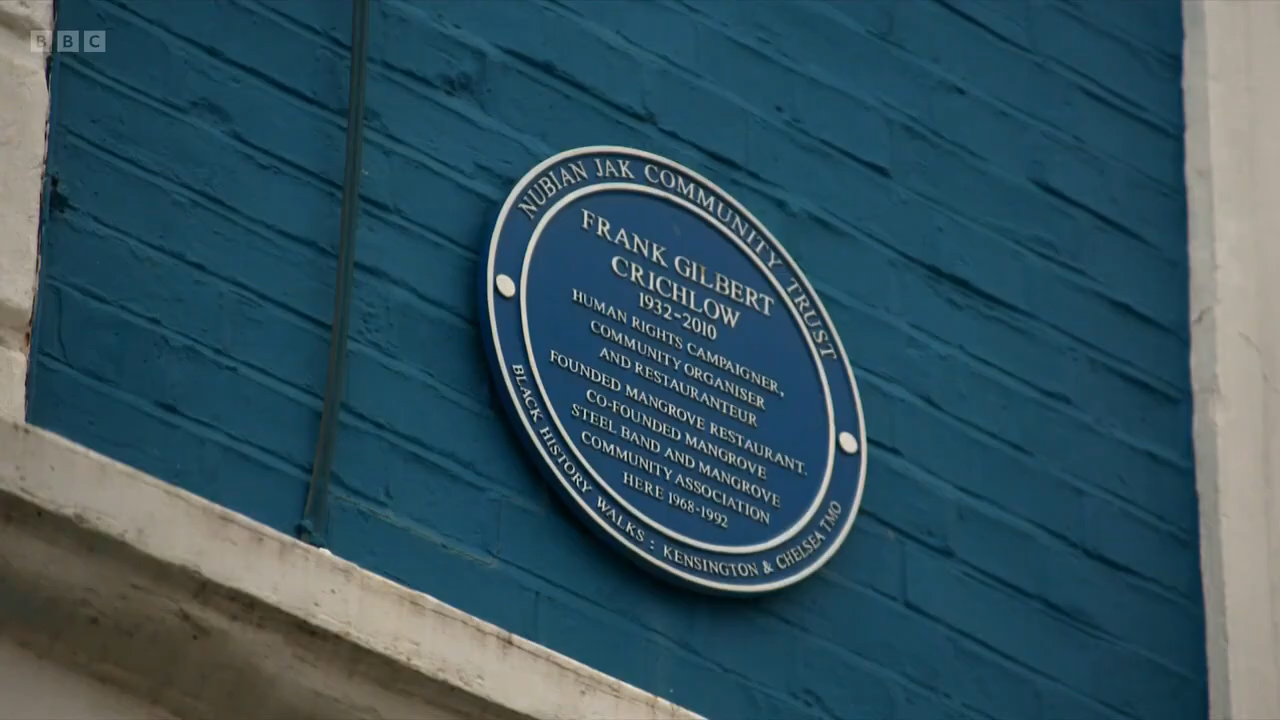 BBC
NUBIAN JAK COMMUNITY TRUST
FRANK GILBERT
CRICHLOW
1932-2010
HUMAN RIGHTS CAMPAIGNER,
COMMUNITY ORGANISER
AND RESTAURANTEUR
FOUNDED MANGROVE RESTAURANT.
CO-FOUNDED MANGROVE
STEEL BAND AND MANGROVE
COMMUNITY ASSOCIATION
HERE 1968-1992
BLACK HISTORY WALKS : KENSINGTON & CHELSEA TMO